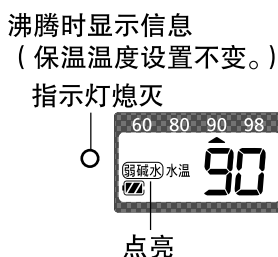 沸腾时显示信息
（保温温度设置不变。）
指示灯熄灭
60 80 90 98
弱碱水 水温 90
点亮